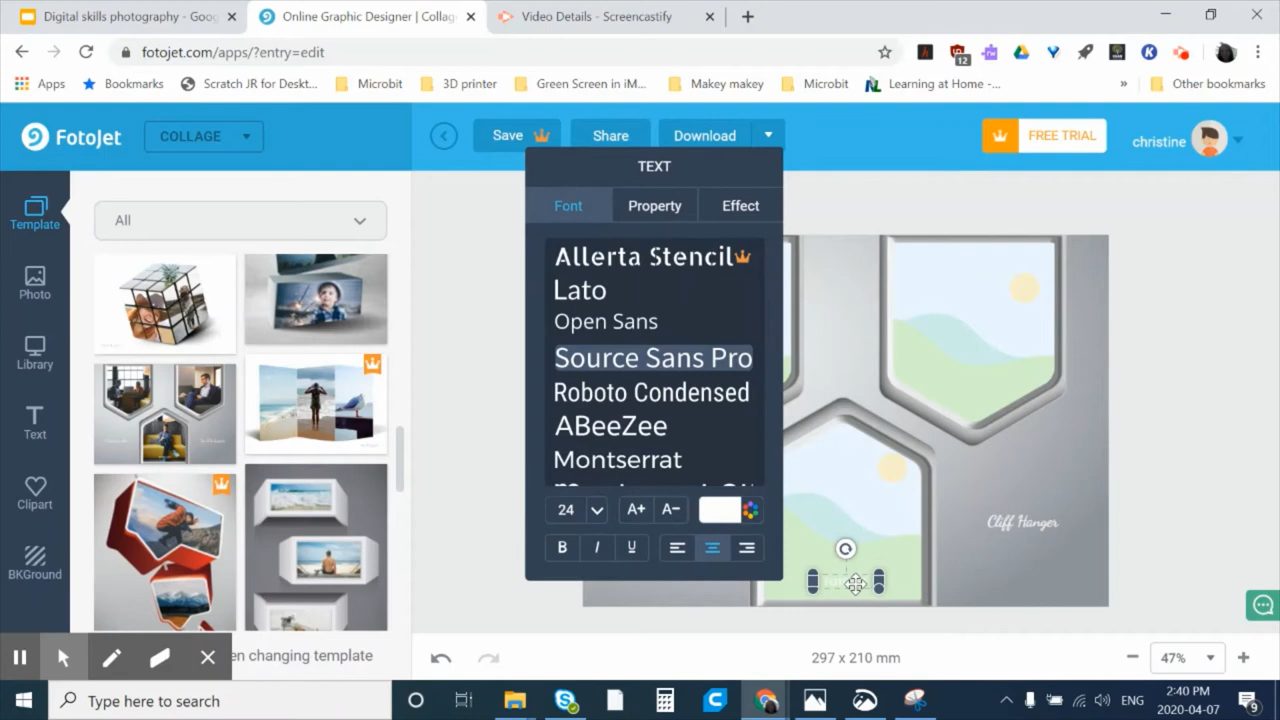 Digital skills photography - Goog
Online Graphic Designer | Collag
Video Details - Screencastify
fotojet.com/apps/?entry=edit
12
Apps
Bookmarks
Scratch JR for Deskt...
Microbit
3D printer
Green Screen in iM...
Makey makey
Microbit
Learning at Home -...
»
Other bookmarks
FotoJet
COLLAGE
Save
Share
Download
FREE TRIAL
christine
TEXT
Font
Property
Effect
Template
Photo
Library
Text
Clipart
BKGround
All
Allerta Stencil
Lato
Open Sans
Source Sans Pro
Roboto Condensed
ABeeZee
Montserrat
24
A+
A-
B
I
U
Cliff Hanger
en changing template
297 x 210 mm
47%
Type here to search
ENG
2:40 PM
2020-04-07
9